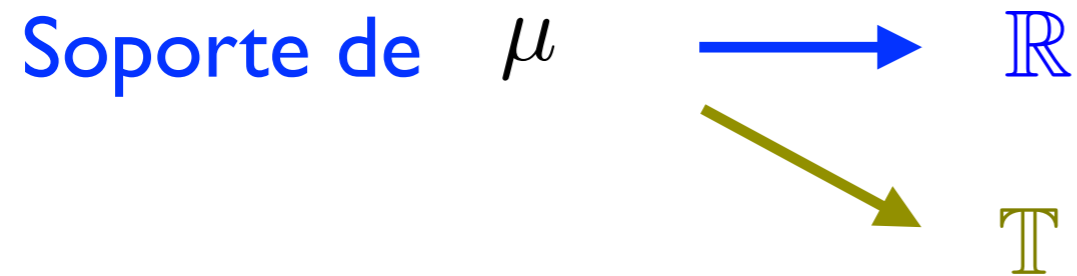 Soporte de μ ℝ
𝕋